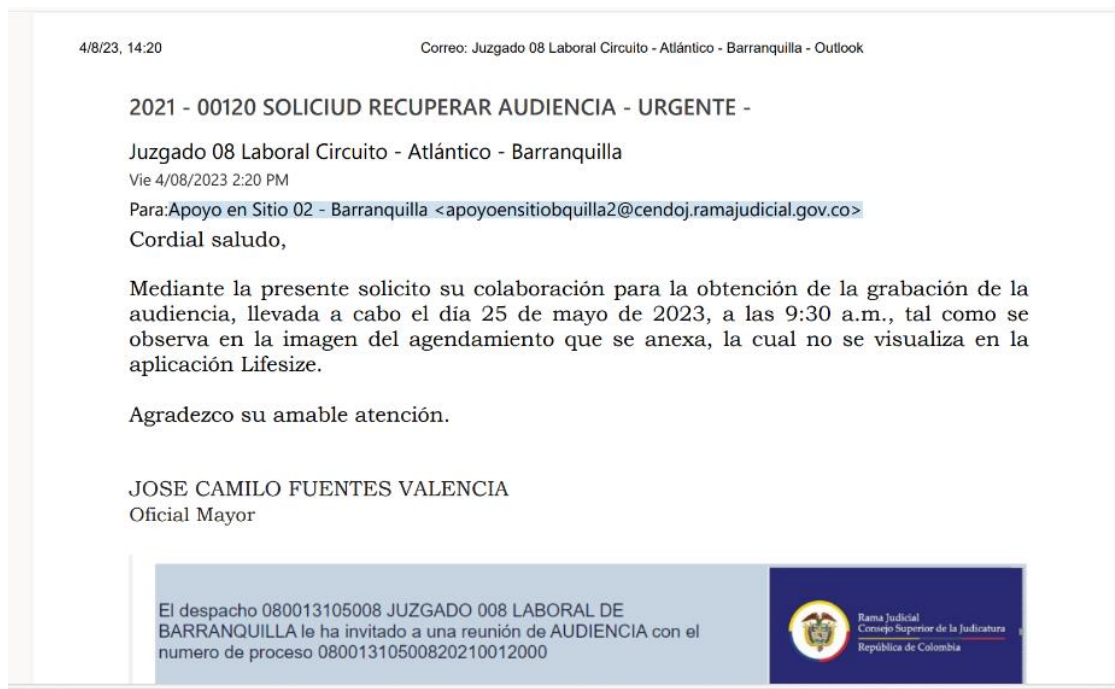 4/8/23, 14:20 Correo: Juzgado 08 Laboral Circuito - Atlántico - Barranquilla - Outlook
2021 - 00120 SOLICIUD RECUPERAR AUDIENCIA - URGENTE -
Juzgado 08 Laboral Circuito - Atlántico - Barranquilla
Vie 4/08/2023 2:20 PM
Para:Apoyo en Sitio 02 - Barranquilla <apoyoensitiobquilla2@cendoj.ramajudicial.gov.co>
Cordial saludo,
Mediante la presente solicito su colaboración para la obtención de la grabación de la
audiencia, llevada a cabo el día 25 de mayo de 2023, a las 9:30 a.m., tal como se
observa en la imagen del agendamiento que se anexa, la cual no se visualiza en la
aplicación Lifesize.
Agradezco su amable atención.
JOSE CAMILO FUENTES VALENCIA
Oficial Mayor
El despacho 080013105008 JUZGADO 008 LABORAL DE
BARRANQUILLA le ha invitado a una reunión de AUDIENCIA con el
numero de proceso 08001310500820210012000
Rama Judicial
Consejo Superior de la Judicatura
República de Colombia